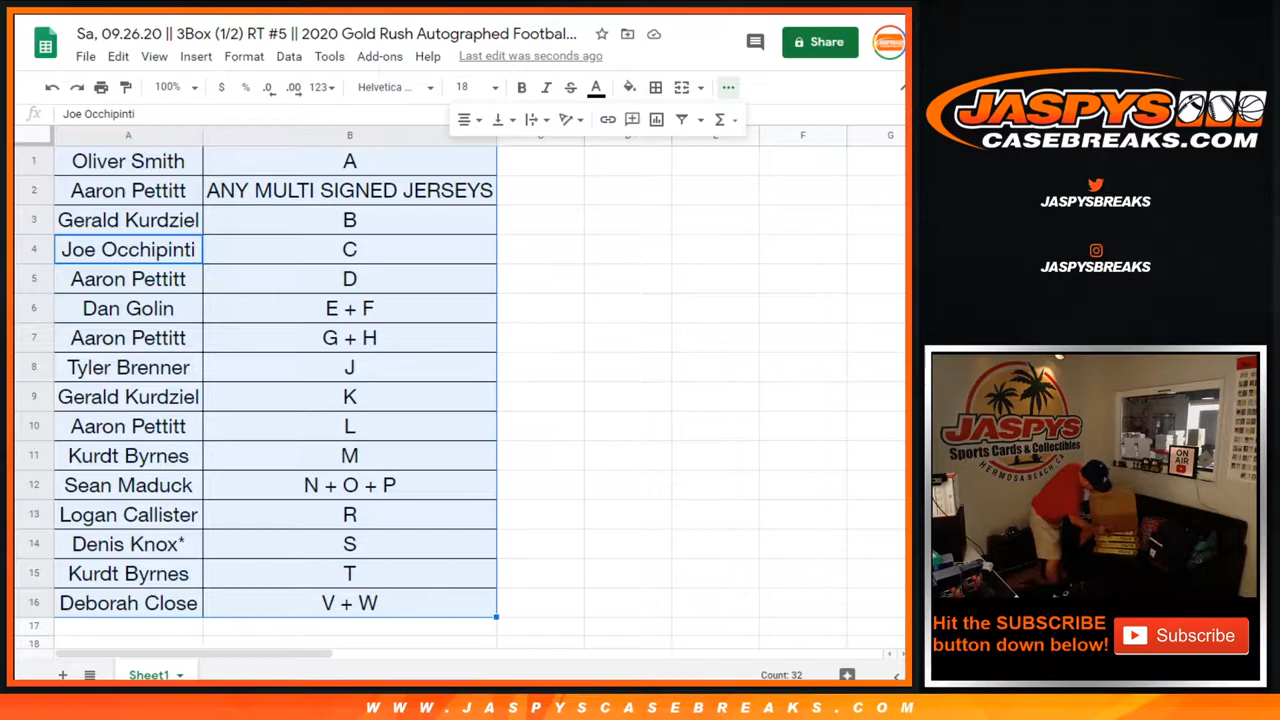 Sa, 09.26.20 || 3Box (1/2) RT #5 || 2020 Gold Rush Autographed Footbal...
File Edit View Insert Format Data Tools Add-ons Help Last edit was seconds ago
Share
100% $ % .0 .00 123 Helvetica ... 18 B I S A
fx Joe Occhipinti
A B C D E F G
1 Oliver Smith A
2 Aaron Pettitt ANY MULTI SIGNED JERSEYS
3 Gerald Kurdziel B
4 Joe Occhipinti C
5 Aaron Pettitt D
6 Dan Golin E + F
7 Aaron Pettitt G + H
8 Tyler Brenner J
9 Gerald Kurdziel K
10 Aaron Pettitt L
11 Kurdt Byrnes M
12 Sean Maduck N + O + P
13 Logan Callister R
14 Denis Knox* S
15 Kurdt Byrnes T
16 Deborah Close V + W
17
18
Sheet1 Count: 32
JASPYS
CASEBREAKS.COM
JASPYSBREAKS
JASPYSBREAKS
JASPYS
Sports Cards & Collectibles
HERMOSA BEACH, CA
ON
AIR
Hit the SUBSCRIBE
button down below!
Subscribe
WWW.JASPYSCASEBREAKS.COM